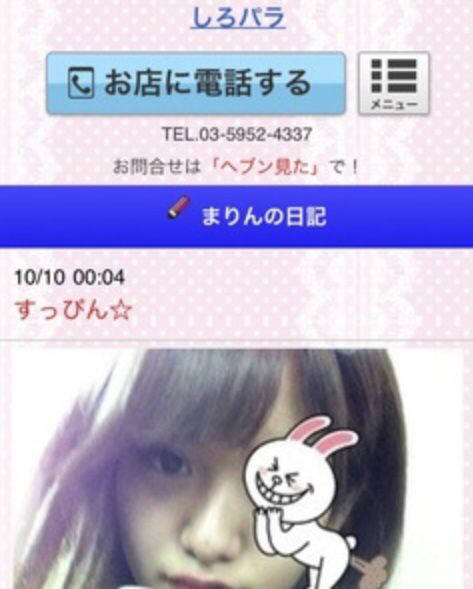 しろパラ
お店に電話する
メニュー
TEL.03-5952-4337
お問合せは「ヘブン見た」で！
まりんの日記
10/10 00:04
すっぴん☆